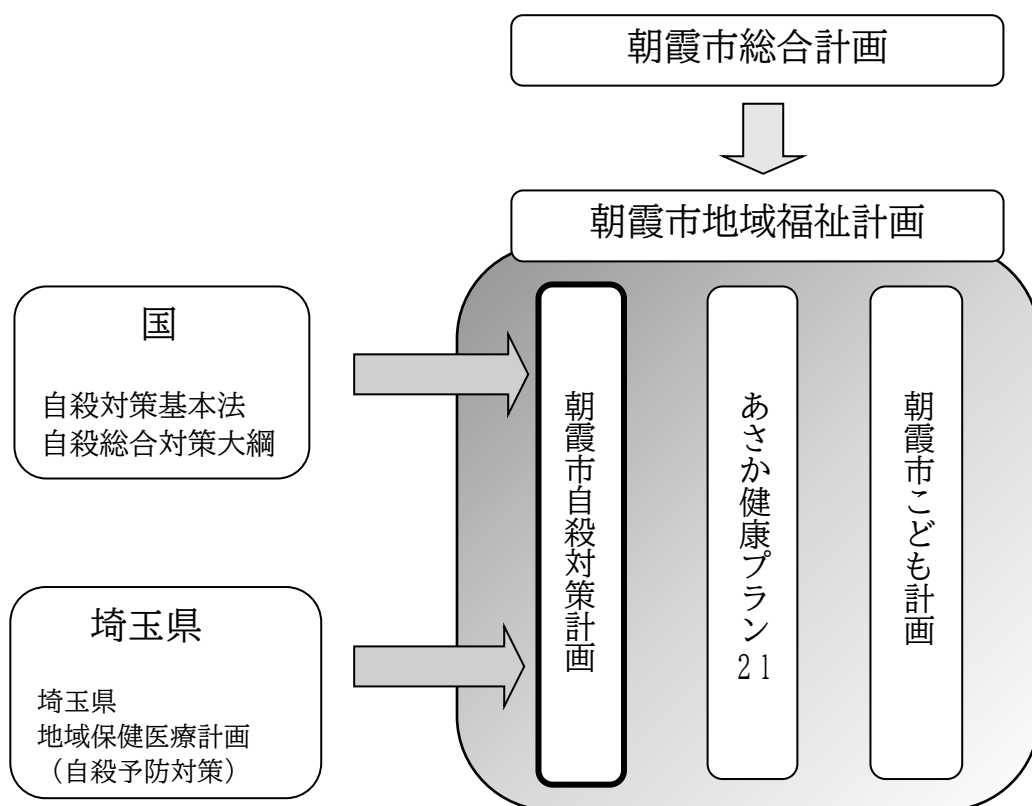 朝霞市総合計画
朝霞市地域福祉計画
国
自殺対策基本法
自殺総合対策大綱
埼玉県
埼玉県
地域保健医療計画
（自殺予防対策）
朝霞市自殺対策計画
あさか健康プラン21
朝霞市こども計画